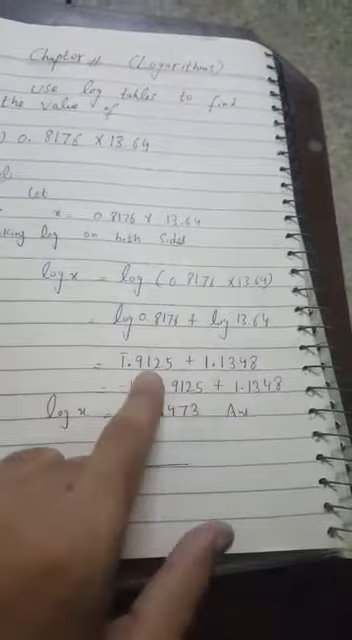 Chapter 11 (Logarithms)
use log tables to find
the value of
) 0.8176 × 13.64
Let
x = 0.8176 × 13.64
king log on both sides
log x = log (0.8176 × 13.64)
= log 0.8176 + log 13.64
= 1̄.9125 + 1.1348
= -1 .9125 + 1.1348
log x = 473 Ans